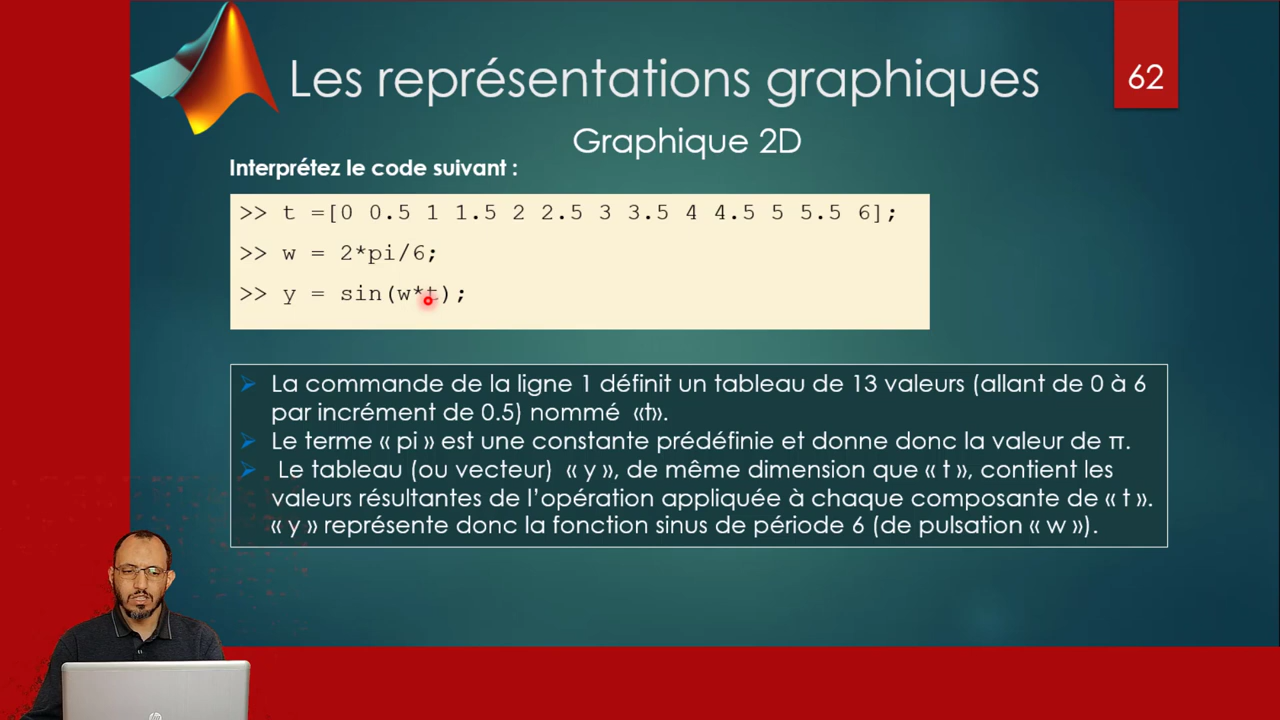 Les représentations graphiques
62
Graphique 2D
Interprétez le code suivant :
>> t =[0 0.5 1 1.5 2 2.5 3 3.5 4 4.5 5 5.5 6];
>> w = 2*pi/6;
>> y = sin(w*t);
➤ La commande de la ligne 1 définit un tableau de 13 valeurs (allant de 0 à 6
par incrément de 0.5) nommé «t».
➤ Le terme « pi » est une constante prédéfinie et donne donc la valeur de π.
➤ Le tableau (ou vecteur) « y », de même dimension que « t », contient les
valeurs résultantes de l’opération appliquée à chaque composante de « t ».
« y » représente donc la fonction sinus de période 6 (de pulsation « w »).
hp